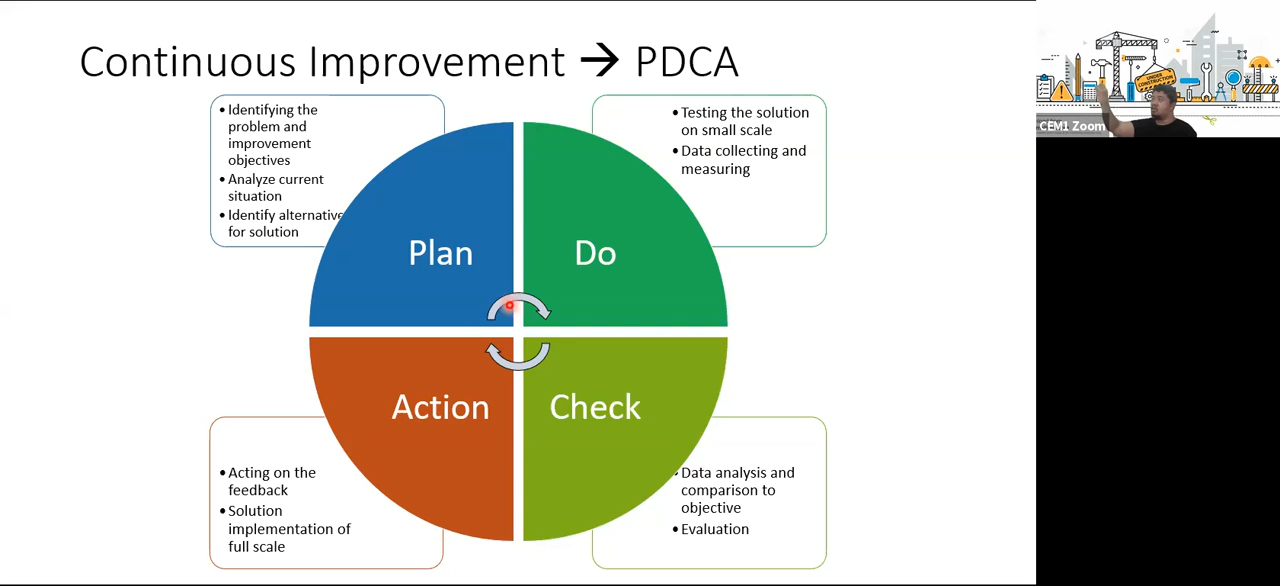 Continuous Improvement → PDCA
• Identifying the
problem and
improvement
objectives
• Analyze current
situation
• Identify alternative
for solution
• Testing the solution
on small scale
• Data collecting and
measuring
Plan
Do
Action
Check
• Acting on the
feedback
• Solution
implementation of
full scale
• Data analysis and
comparison to
objective
• Evaluation
UNDER
CONSTRUCTION
CEM1 Zoom